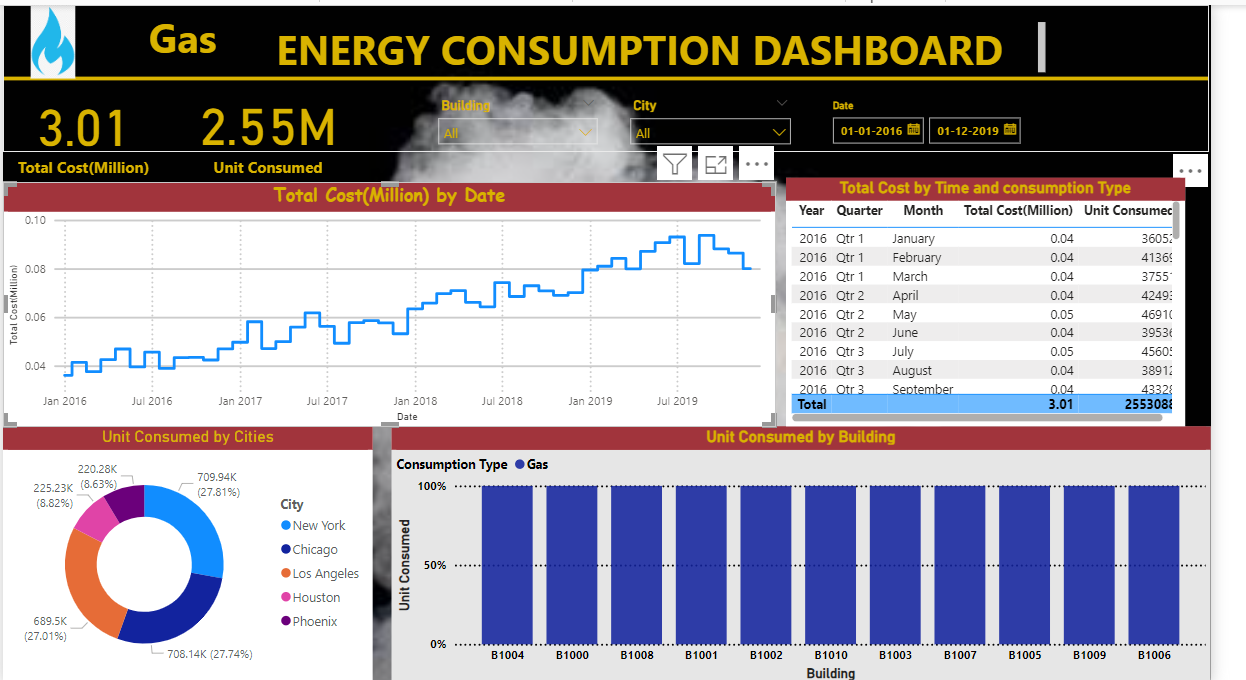 Gas
ENERGY CONSUMPTION DASHBOARD
3.01
Total Cost(Million)
2.55M
Unit Consumed
Building
All
City
All
Date
01-01-2016
01-12-2019
Total Cost(Million) by Date
Total Cost(Million)
0.10
0.08
0.06
0.04
Jan 2016 Jul 2016 Jan 2017 Jul 2017 Jan 2018 Jul 2018 Jan 2019 Jul 2019
Date
Total Cost by Time and consumption Type
Year Quarter Month Total Cost(Million) Unit Consumed
2016 Qtr 1 January 0.04 36052
2016 Qtr 1 February 0.04 41369
2016 Qtr 1 March 0.04
2016 Qtr 2 April 0.04 42493
2016 Qtr 2 May 0.05 46910
2016 Qtr 2 June 0.04 39536
2016 Qtr 3 July 0.05 45605
2016 Qtr 3 August 0.04 38912
2016 Qtr 3 September 0.04 43328
Total 3.01 2553088
Unit Consumed by Cities
709.94K
(27.81%)
708.14K (27.74%)
689.5K
(27.01%)
225.23K
(8.82%)
220.28K
(8.63%)
City
New York
Chicago
Los Angeles
Houston
Phoenix
Unit Consumed by Building
Consumption Type Gas
Unit Consumed
100%
50%
0%
B1004 B1000 B1008 B1001 B1002 B1010 B1003 B1007 B1005 B1009 B1006
Building